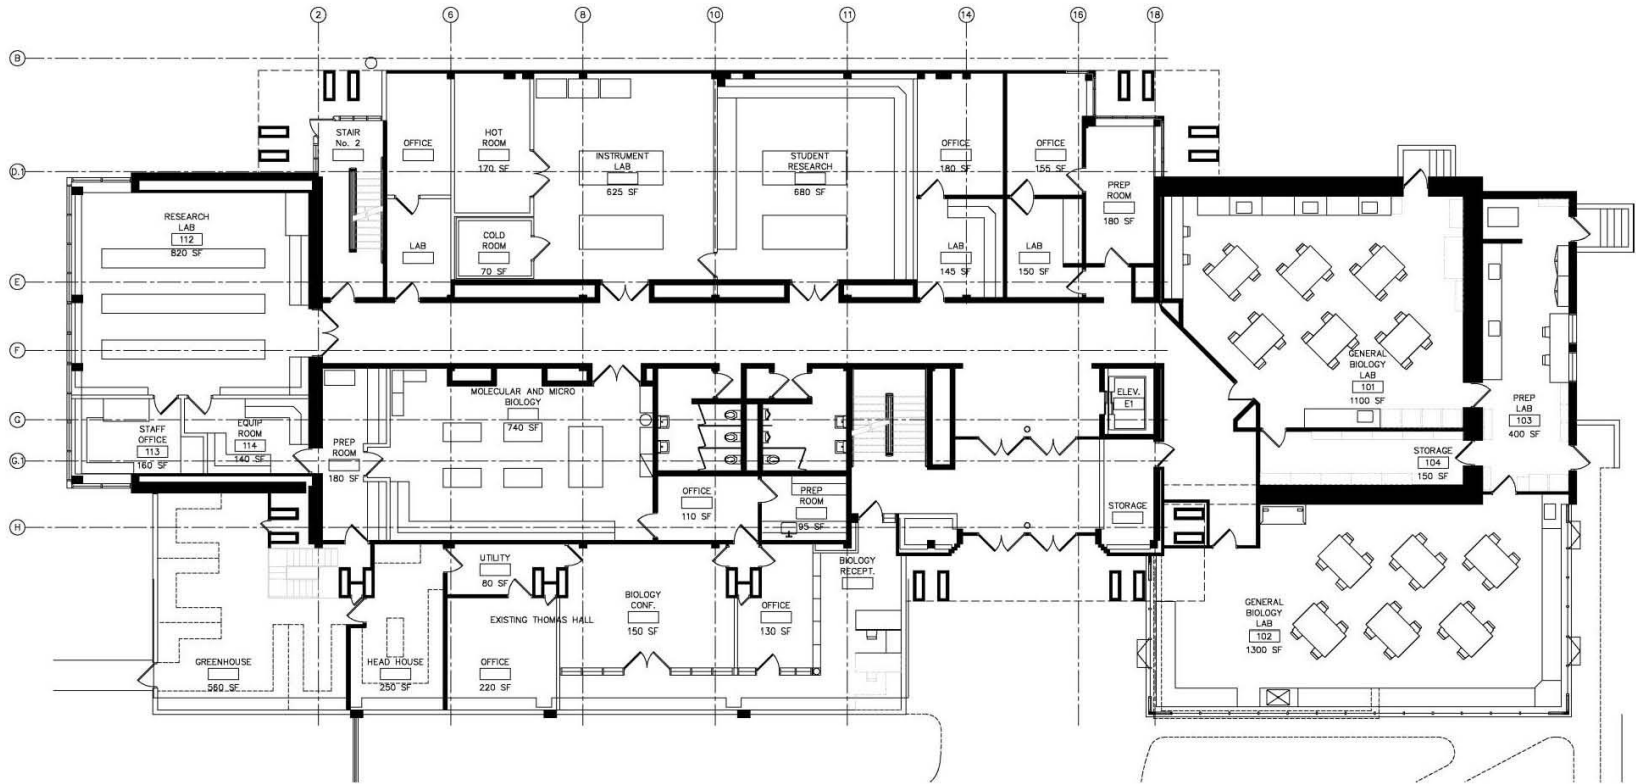 2
6
8
10
11
14
16
18
B
D.1
E
F
G
G.1
H
STAIR
No. 2
OFFICE
HOT
ROOM
170 SF
INSTRUMENT
LAB
625 SF
STUDENT
RESEARCH
680 SF
OFFICE
180 SF
OFFICE
155 SF
PREP
ROOM
180 SF
RESEARCH
LAB
112
820 SF
LAB
COLD
ROOM
70 SF
LAB
145 SF
LAB
150 SF
GENERAL
BIOLOGY
LAB
101
1100 SF
PREP
LAB
103
400 SF
STORAGE
104
150 SF
STAFF
OFFICE
113
160 SF
EQUIP
ROOM
114
140 SF
PREP
ROOM
180 SF
MOLECULAR AND MICRO
BIOLOGY
740 SF
ELEV.
E1
OFFICE
110 SF
PREP
ROOM
95 SF
STORAGE
UTILITY
80 SF
BIOLOGY
CONF.
150 SF
OFFICE
130 SF
BIOLOGY
RECEPT.
EXISTING THOMAS HALL
GREENHOUSE
560 SF
HEAD HOUSE
250 SF
OFFICE
220 SF
GENERAL
BIOLOGY
LAB
102
1300 SF